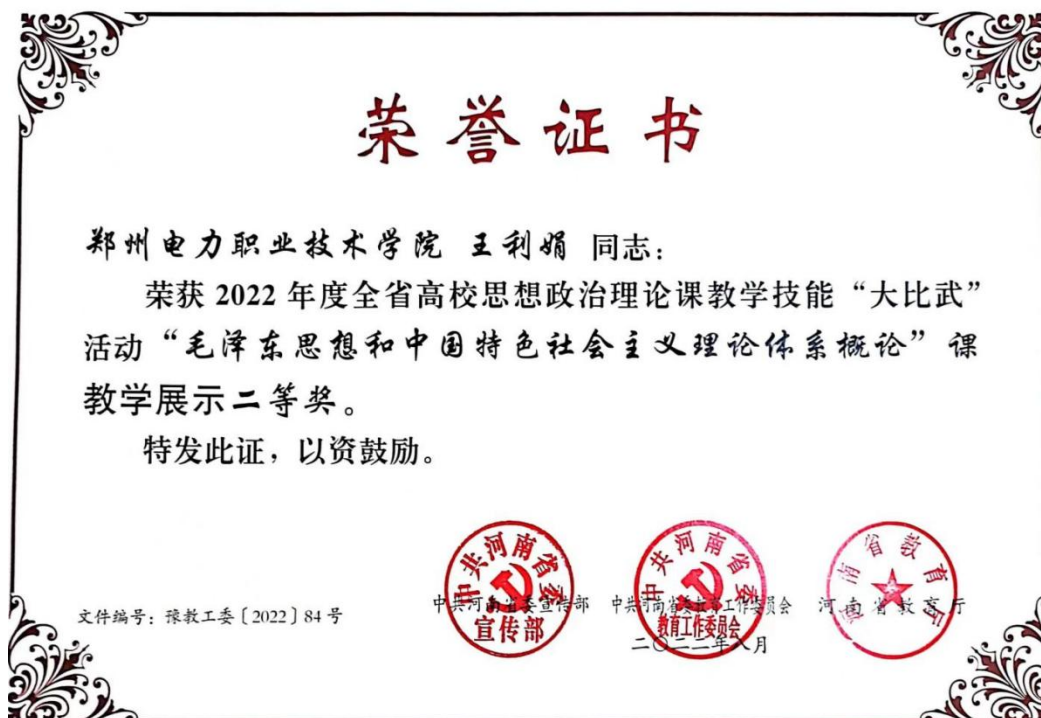 荣誉证书
郑州电力职业技术学院 王利娟 同志：
荣获 2022 年度全省高校思想政治理论课教学技能“大比武”
活动“毛泽东思想和中国特色社会主义理论体系概论”课
教学展示二等奖。
特发此证，以资鼓励。
中共河南省委
宣传部
中共河南省委
教育工作委员会
河南省教育厅
文件编号：豫教工委〔2022〕84 号
中共河南省委宣传部 中共河南省委教育工作委员会 河南省教育厅
二〇二二年八月